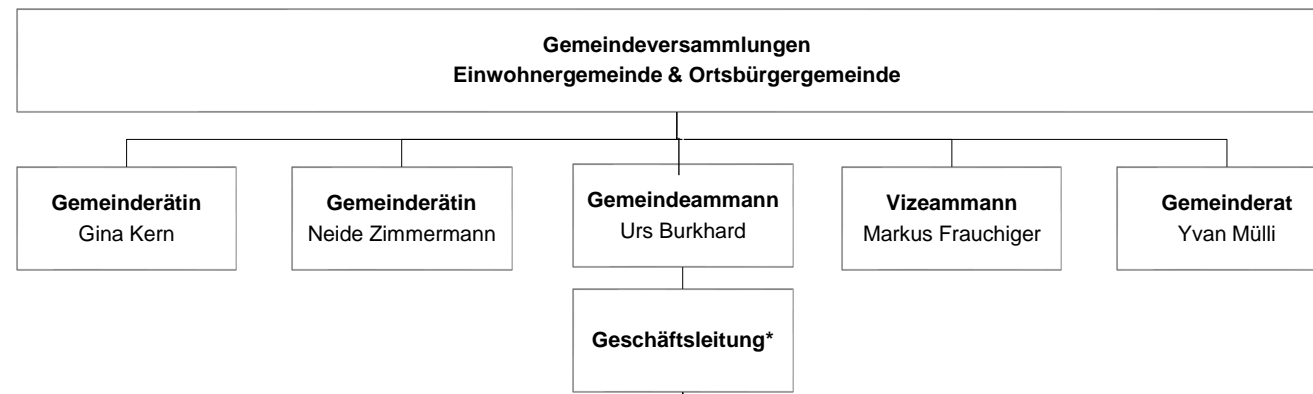 Gemeindeversammlungen
Einwohnergemeinde & Ortsbürgergemeinde
Gemeinderätin
Gina Kern
Gemeinderätin
Neide Zimmermann
Gemeindeammann
Urs Burkhard
Vizeammann
Markus Frauchiger
Gemeinderat
Yvan Mülli
Geschäftsleitung*